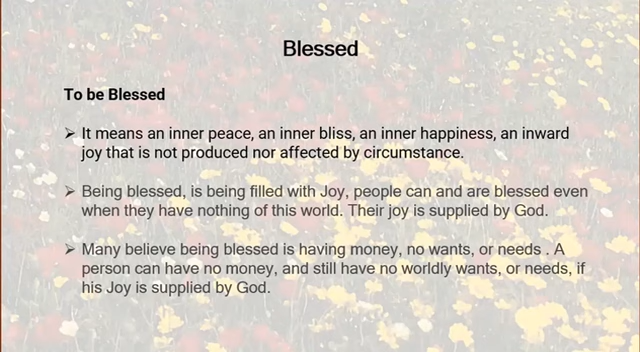 Blessed
To be Blessed
➢ It means an inner peace, an inner bliss, an inner happiness, an inward
joy that is not produced nor affected by circumstance.
➢ Being blessed, is being filled with Joy, people can and are blessed even
when they have nothing of this world. Their joy is supplied by God.
➢ Many believe being blessed is having money, no wants, or needs . A
person can have no money, and still have no worldly wants, or needs, if
his Joy is supplied by God.